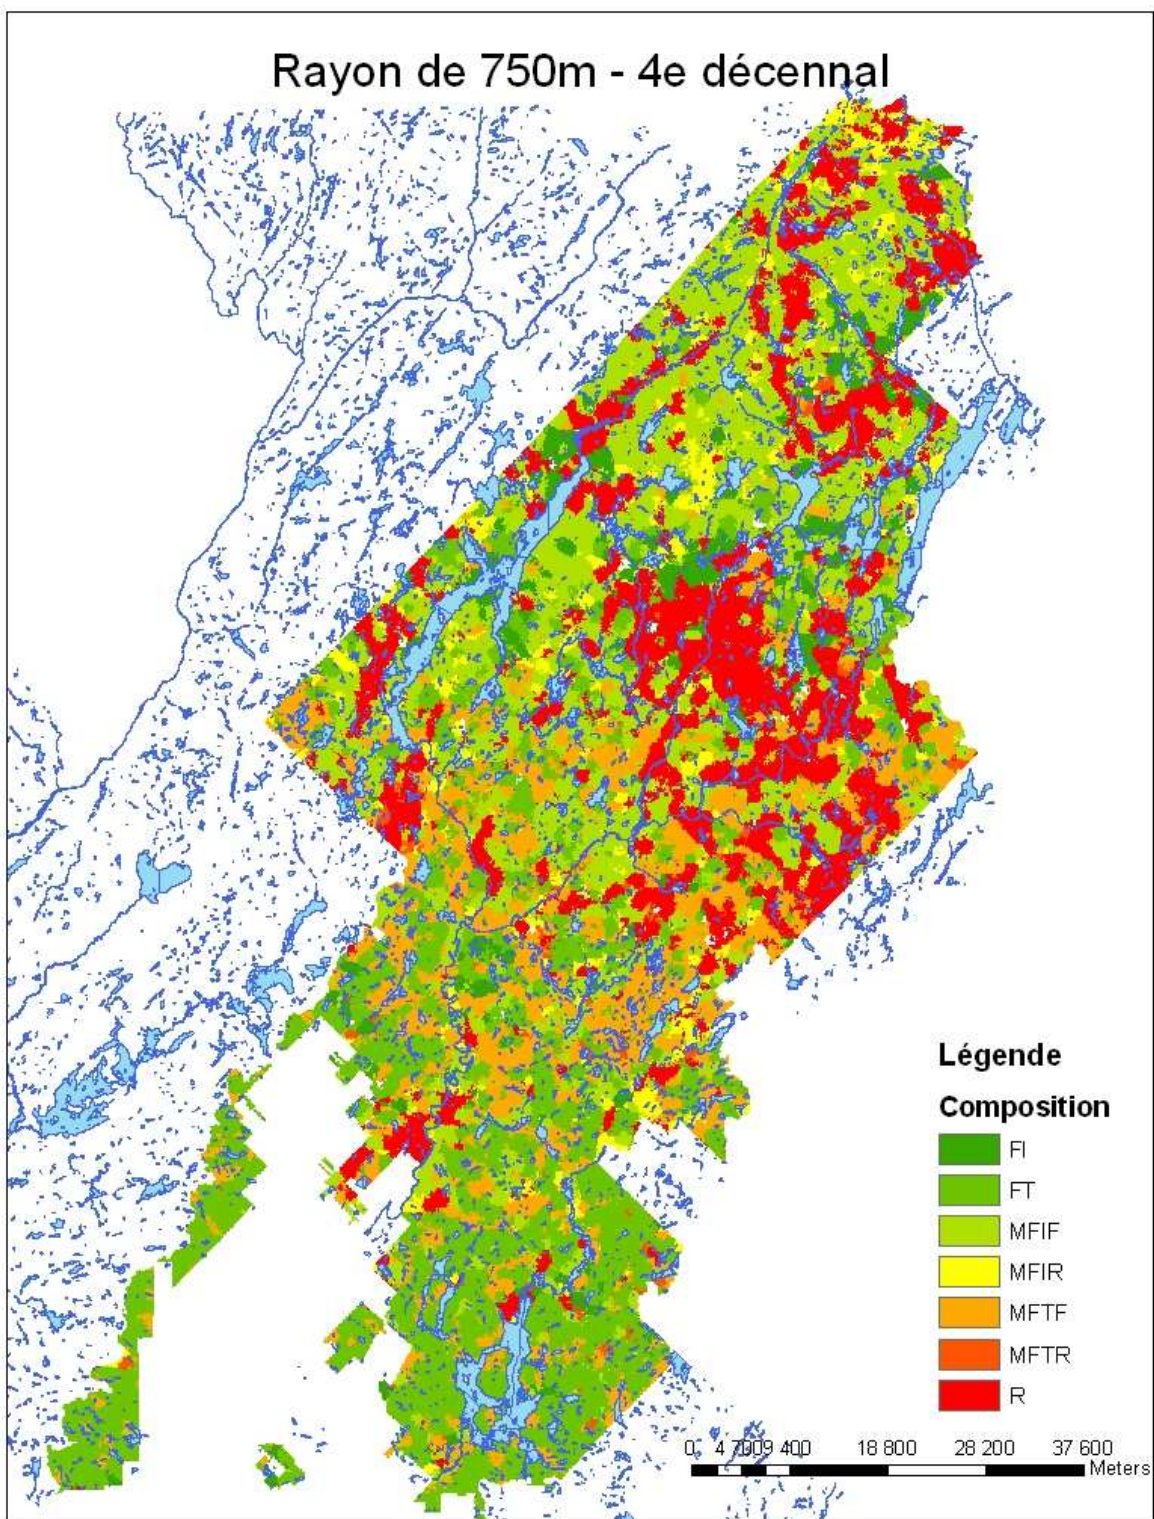 Rayon de 750m - 4e décennal
Légende
Composition
FI
FT
MFIF
MFIR
MFTF
MFTR
R
0 4 700 9 400 18 800 28 200 37 600
Meters